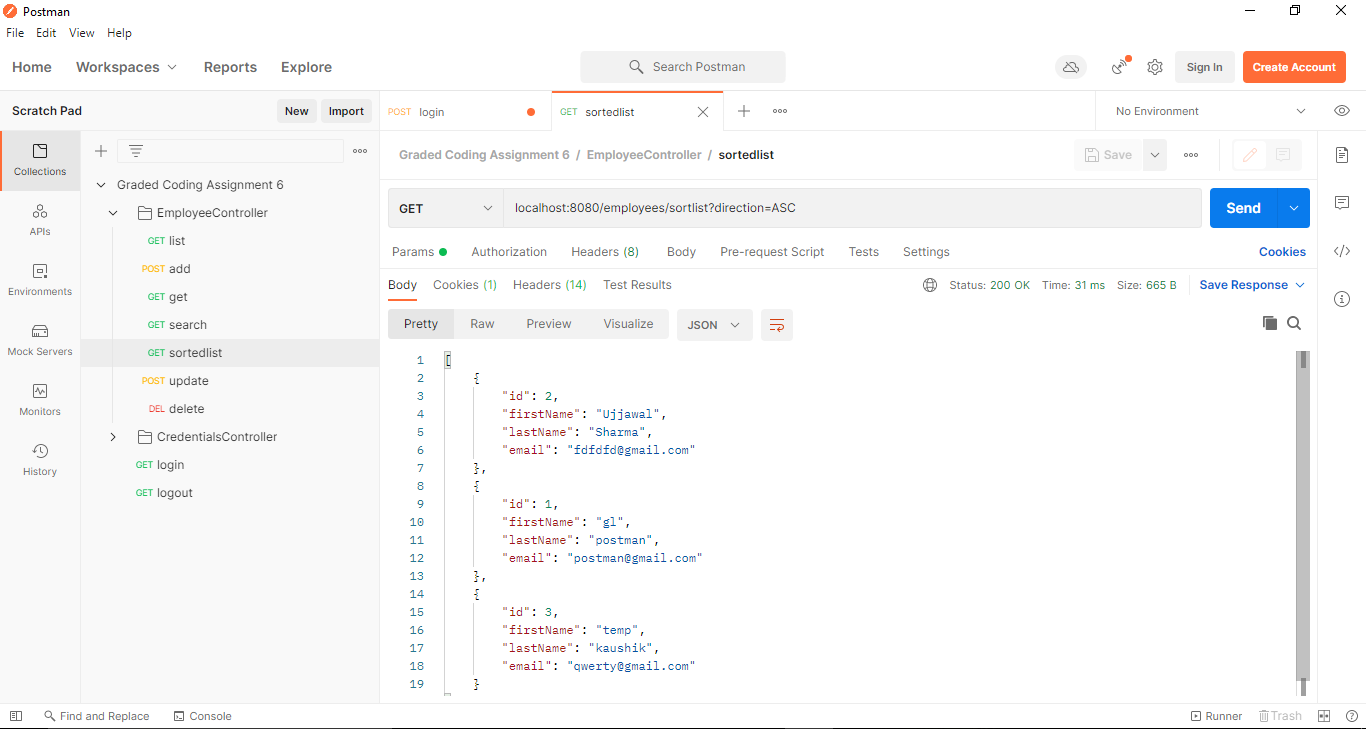 Postman
File Edit View Help
Home Workspaces Reports Explore Search Postman Sign In Create Account
Scratch Pad New Import
POST login GET sortedlist No Environment
Collections
APIs
Environments
Mock Servers
Monitors
History
Graded Coding Assignment 6
EmployeeController
GET list
POST add
GET get
GET search
GET sortedlist
POST update
DEL delete
CredentialsController
GET login
GET logout
Graded Coding Assignment 6 / EmployeeController / sortedlist Save
GET localhost:8080/employees/sortlist?direction=ASC Send
Params Authorization Headers (8) Body Pre-request Script Tests Settings Cookies
Body Cookies (1) Headers (14) Test Results Status: 200 OK Time: 31 ms Size: 665 B Save Response
Pretty Raw Preview Visualize JSON
1 [
2 {
3 "id": 2,
4 "firstName": "Ujjawal",
5 "lastName": "Sharma",
6 "email": "fdfdfd@gmail.com"
7 },
8 {
9 "id": 1,
10 "firstName": "gl",
11 "lastName": "postman",
12 "email": "postman@gmail.com"
13 },
14 {
15 "id": 3,
16 "firstName": "temp",
17 "lastName": "kaushik",
18 "email": "qwerty@gmail.com"
19 }
Find and Replace Console Runner Trash